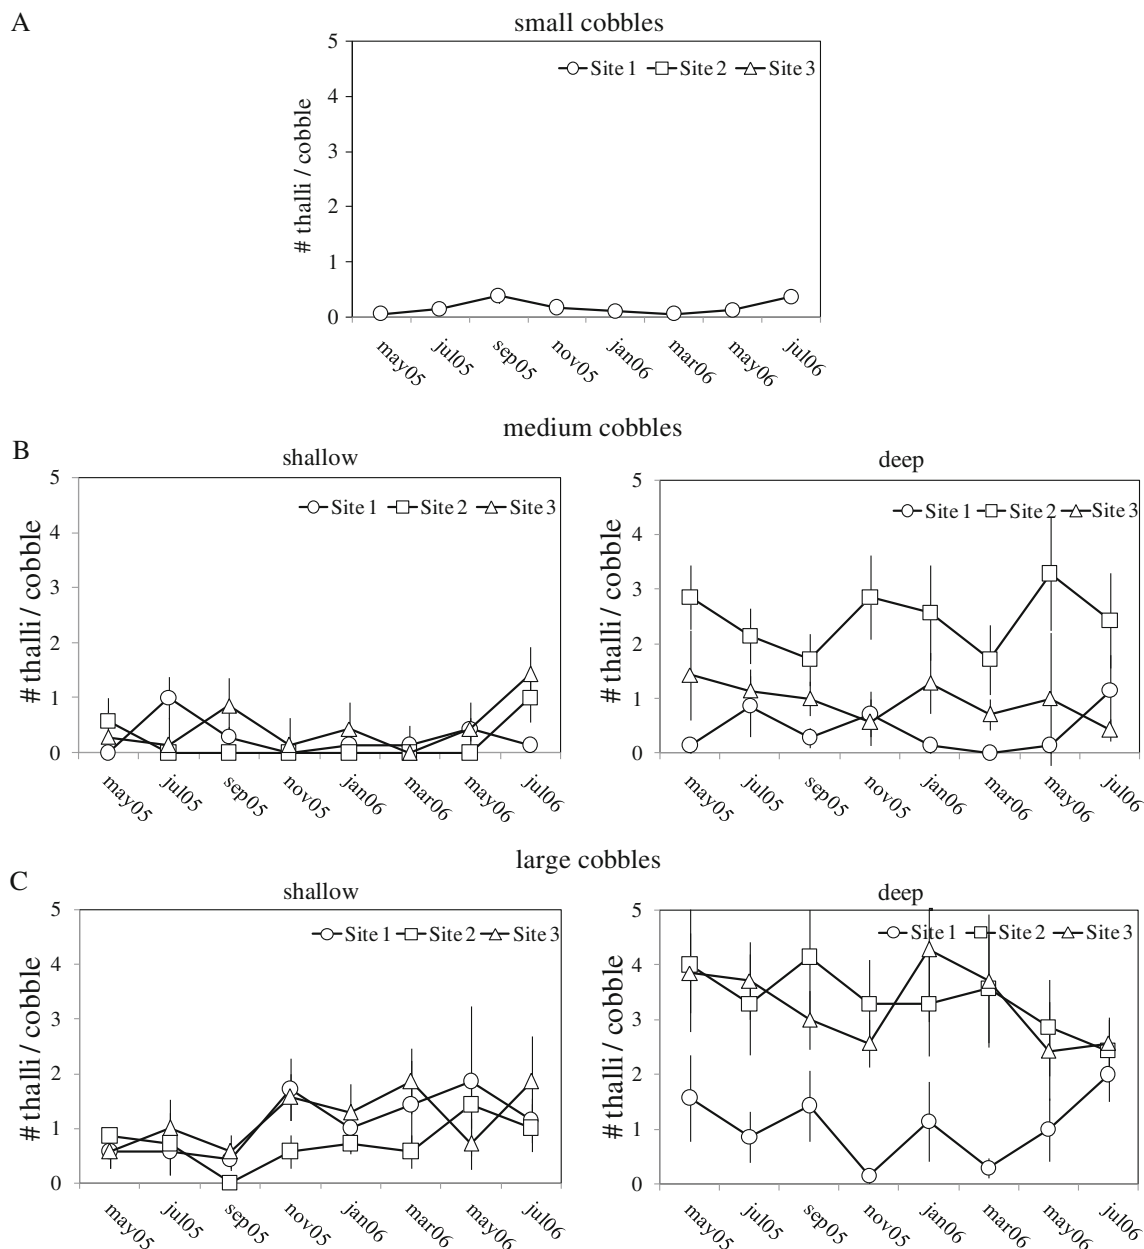 A
small cobbles
Site 1 Site 2 Site 3
# thalli / cobble
5
4
3
2
1
0
may05 jul05 sep05 nov05 jan06 mar06 may06 jul06
medium cobbles
B
shallow
Site 1 Site 2 Site 3
# thalli / cobble
5
4
3
2
1
0
may05 jul05 sep05 nov05 jan06 mar06 may06 jul06
deep
Site 1 Site 2 Site 3
# thalli / cobble
5
4
3
2
1
0
may05 jul05 sep05 nov05 jan06 mar06 may06 jul06
large cobbles
C
shallow
Site 1 Site 2 Site 3
# thalli / cobble
5
4
3
2
1
0
may05 jul05 sep05 nov05 jan06 mar06 may06 jul06
deep
Site 1 Site 2 Site 3
# thalli / cobble
5
4
3
2
1
0
may05 jul05 sep05 nov05 jan06 mar06 may06 jul06